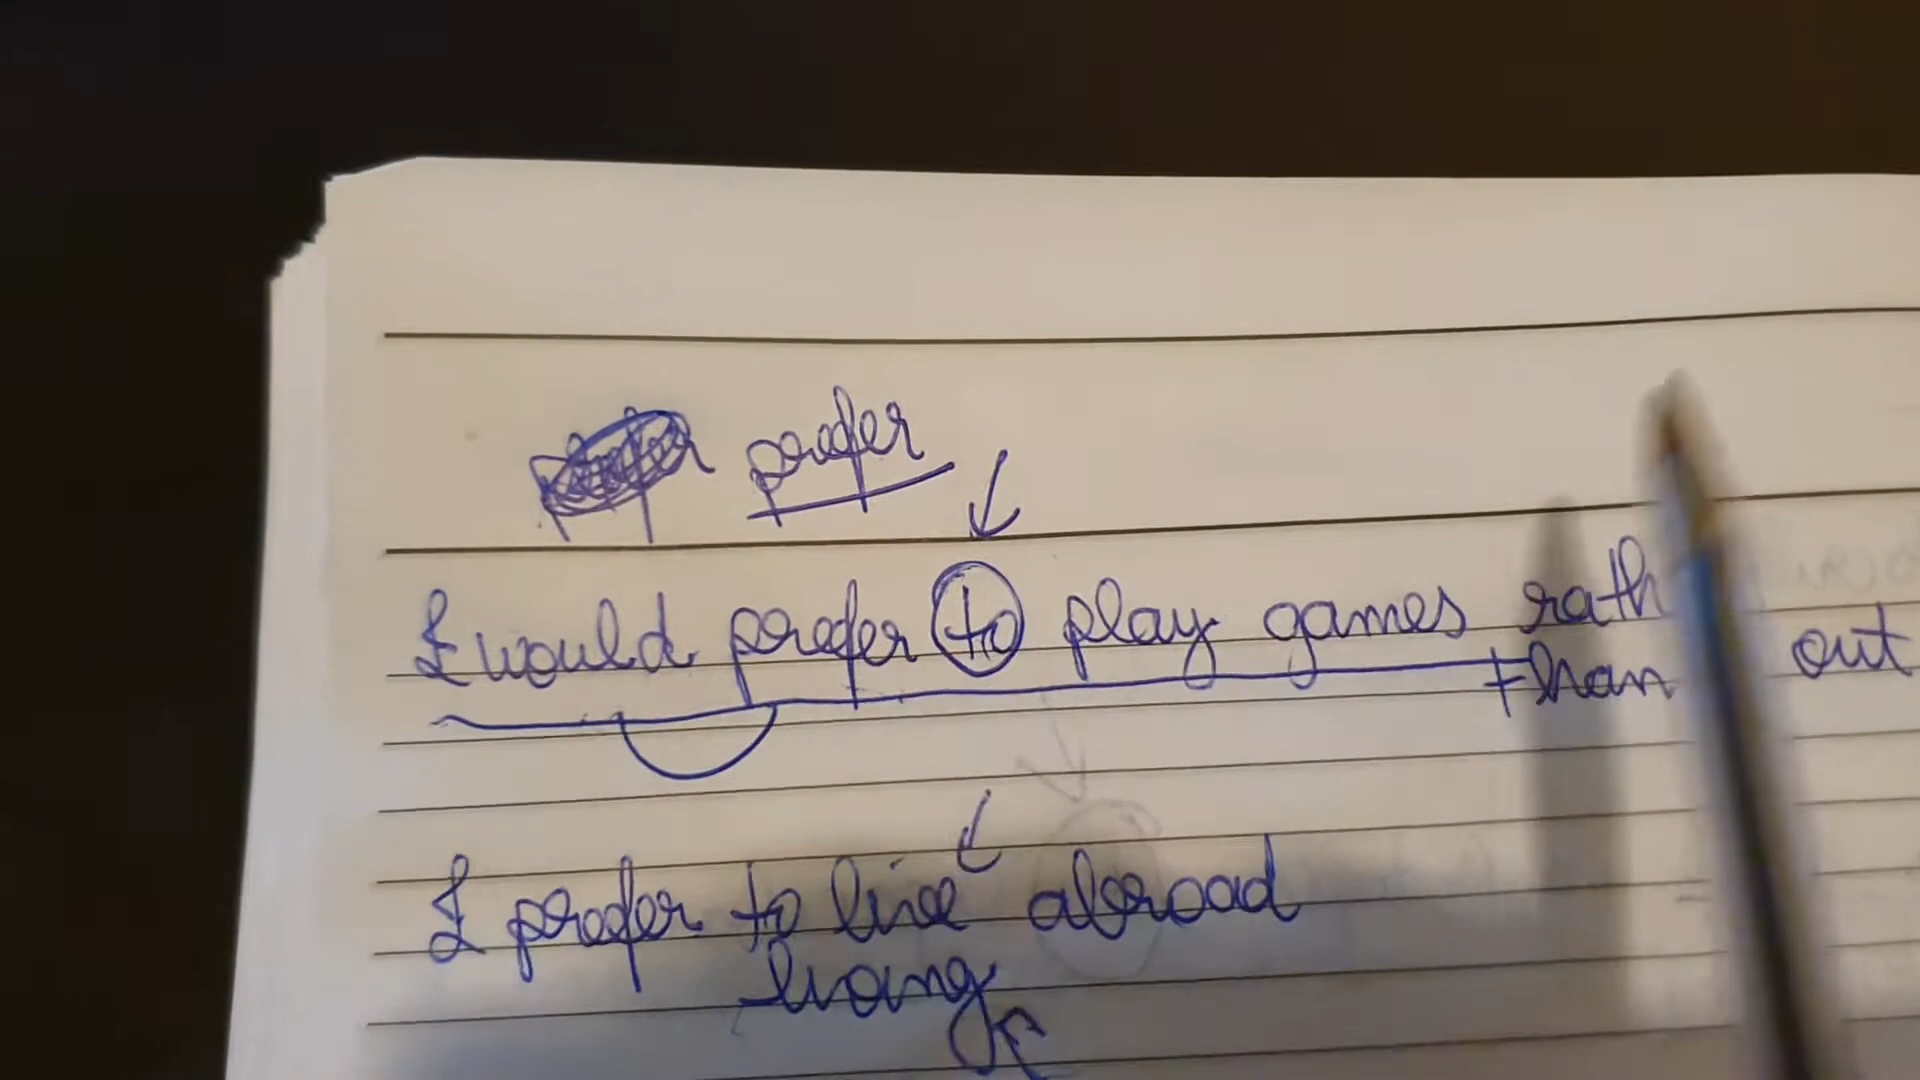 prefer
I would prefer to play games rath
than out
I prefer to live abroad
living